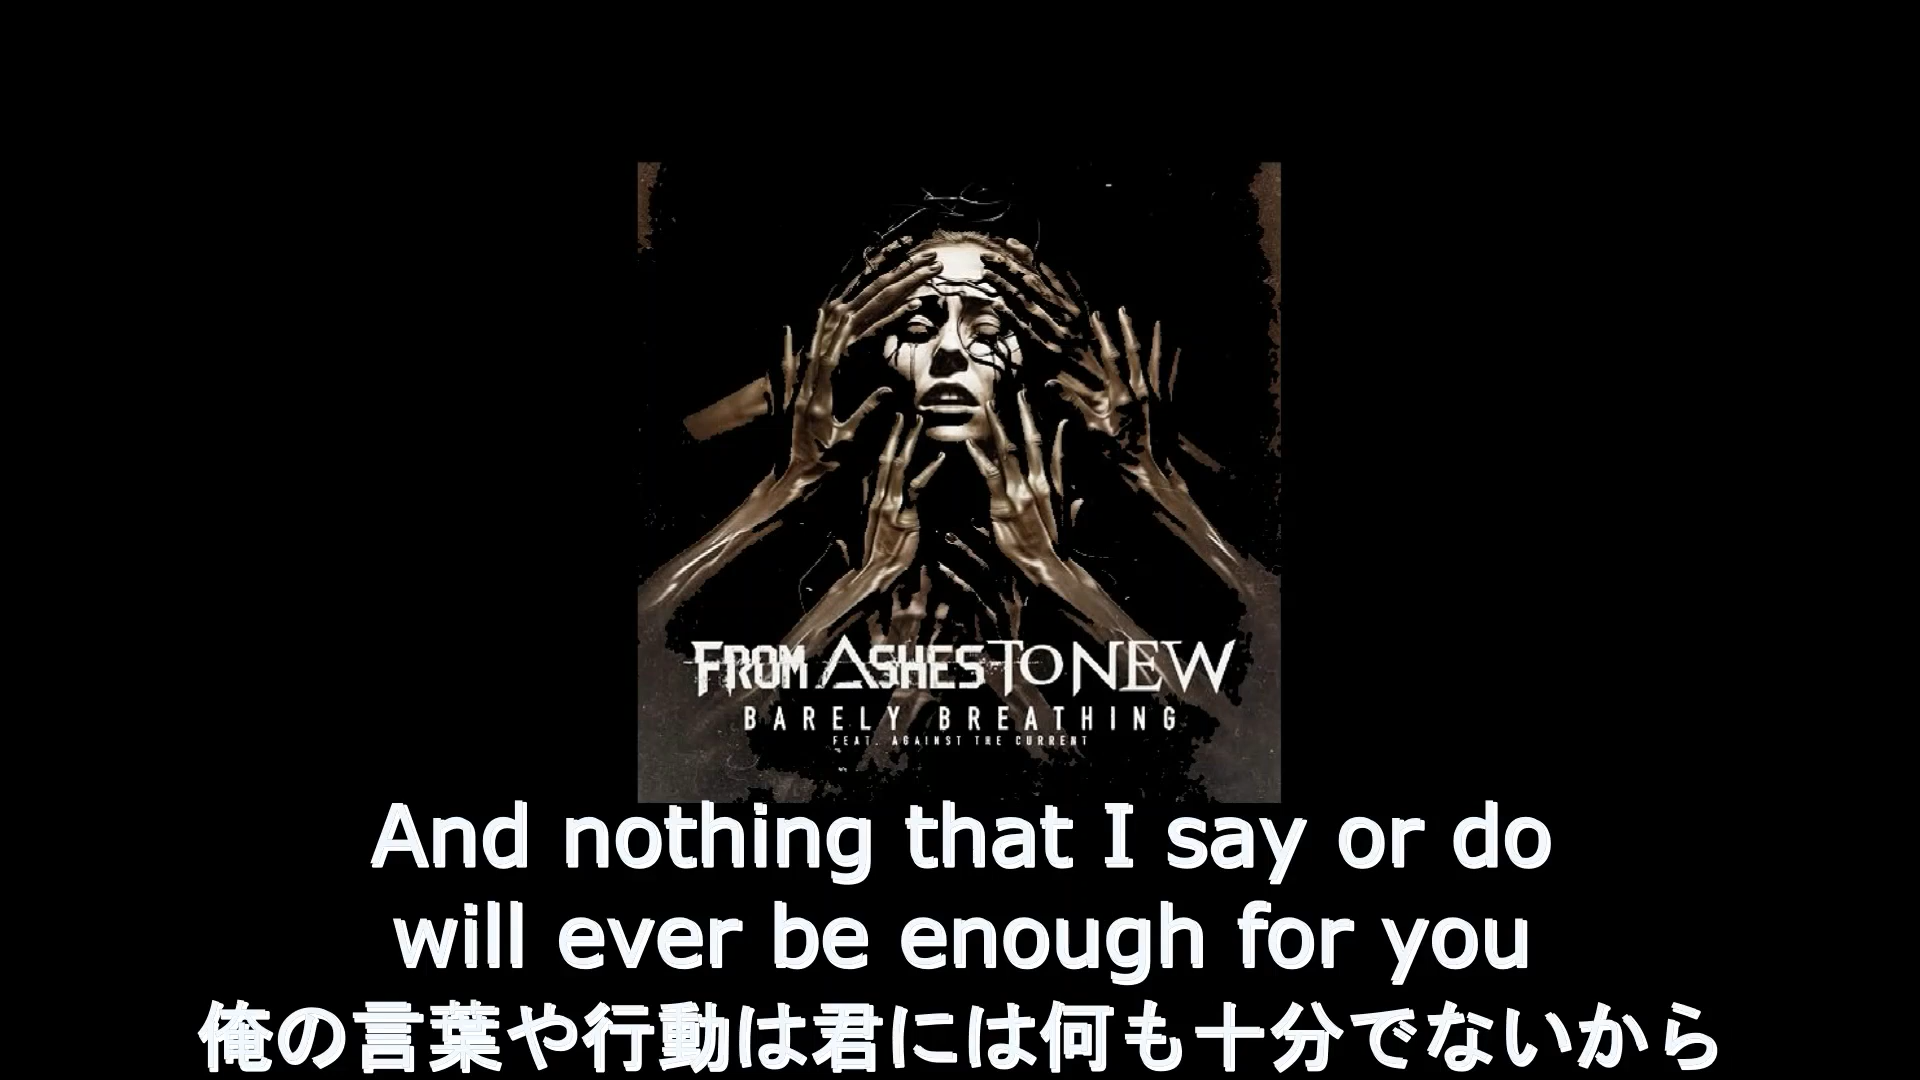 FROM ASHES TO NEW
BARELY BREATHING
FEAT. AGAINST THE CURRENT
And nothing that I say or do
will ever be enough for you
俺の言葉や行動は君には何も十分でないから